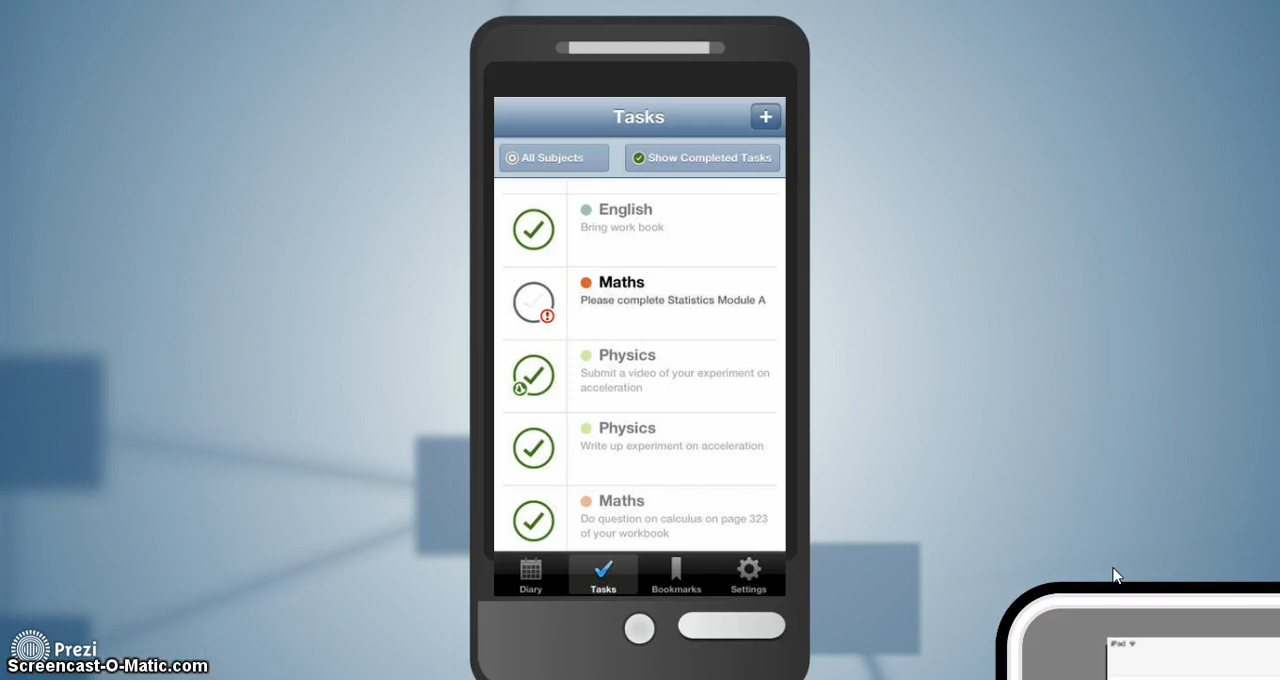 Tasks
+
All Subjects
Show Completed Tasks
English
Bring work book
Maths
Please complete Statistics Module A
Physics
Submit a video of your experiment on
acceleration
Physics
Write up experiment on acceleration
Maths
Do question on calculus on page 323
of your workbook
Diary
Tasks
Bookmarks
Settings
iPad
Prezi
Screencast-O-Matic.com